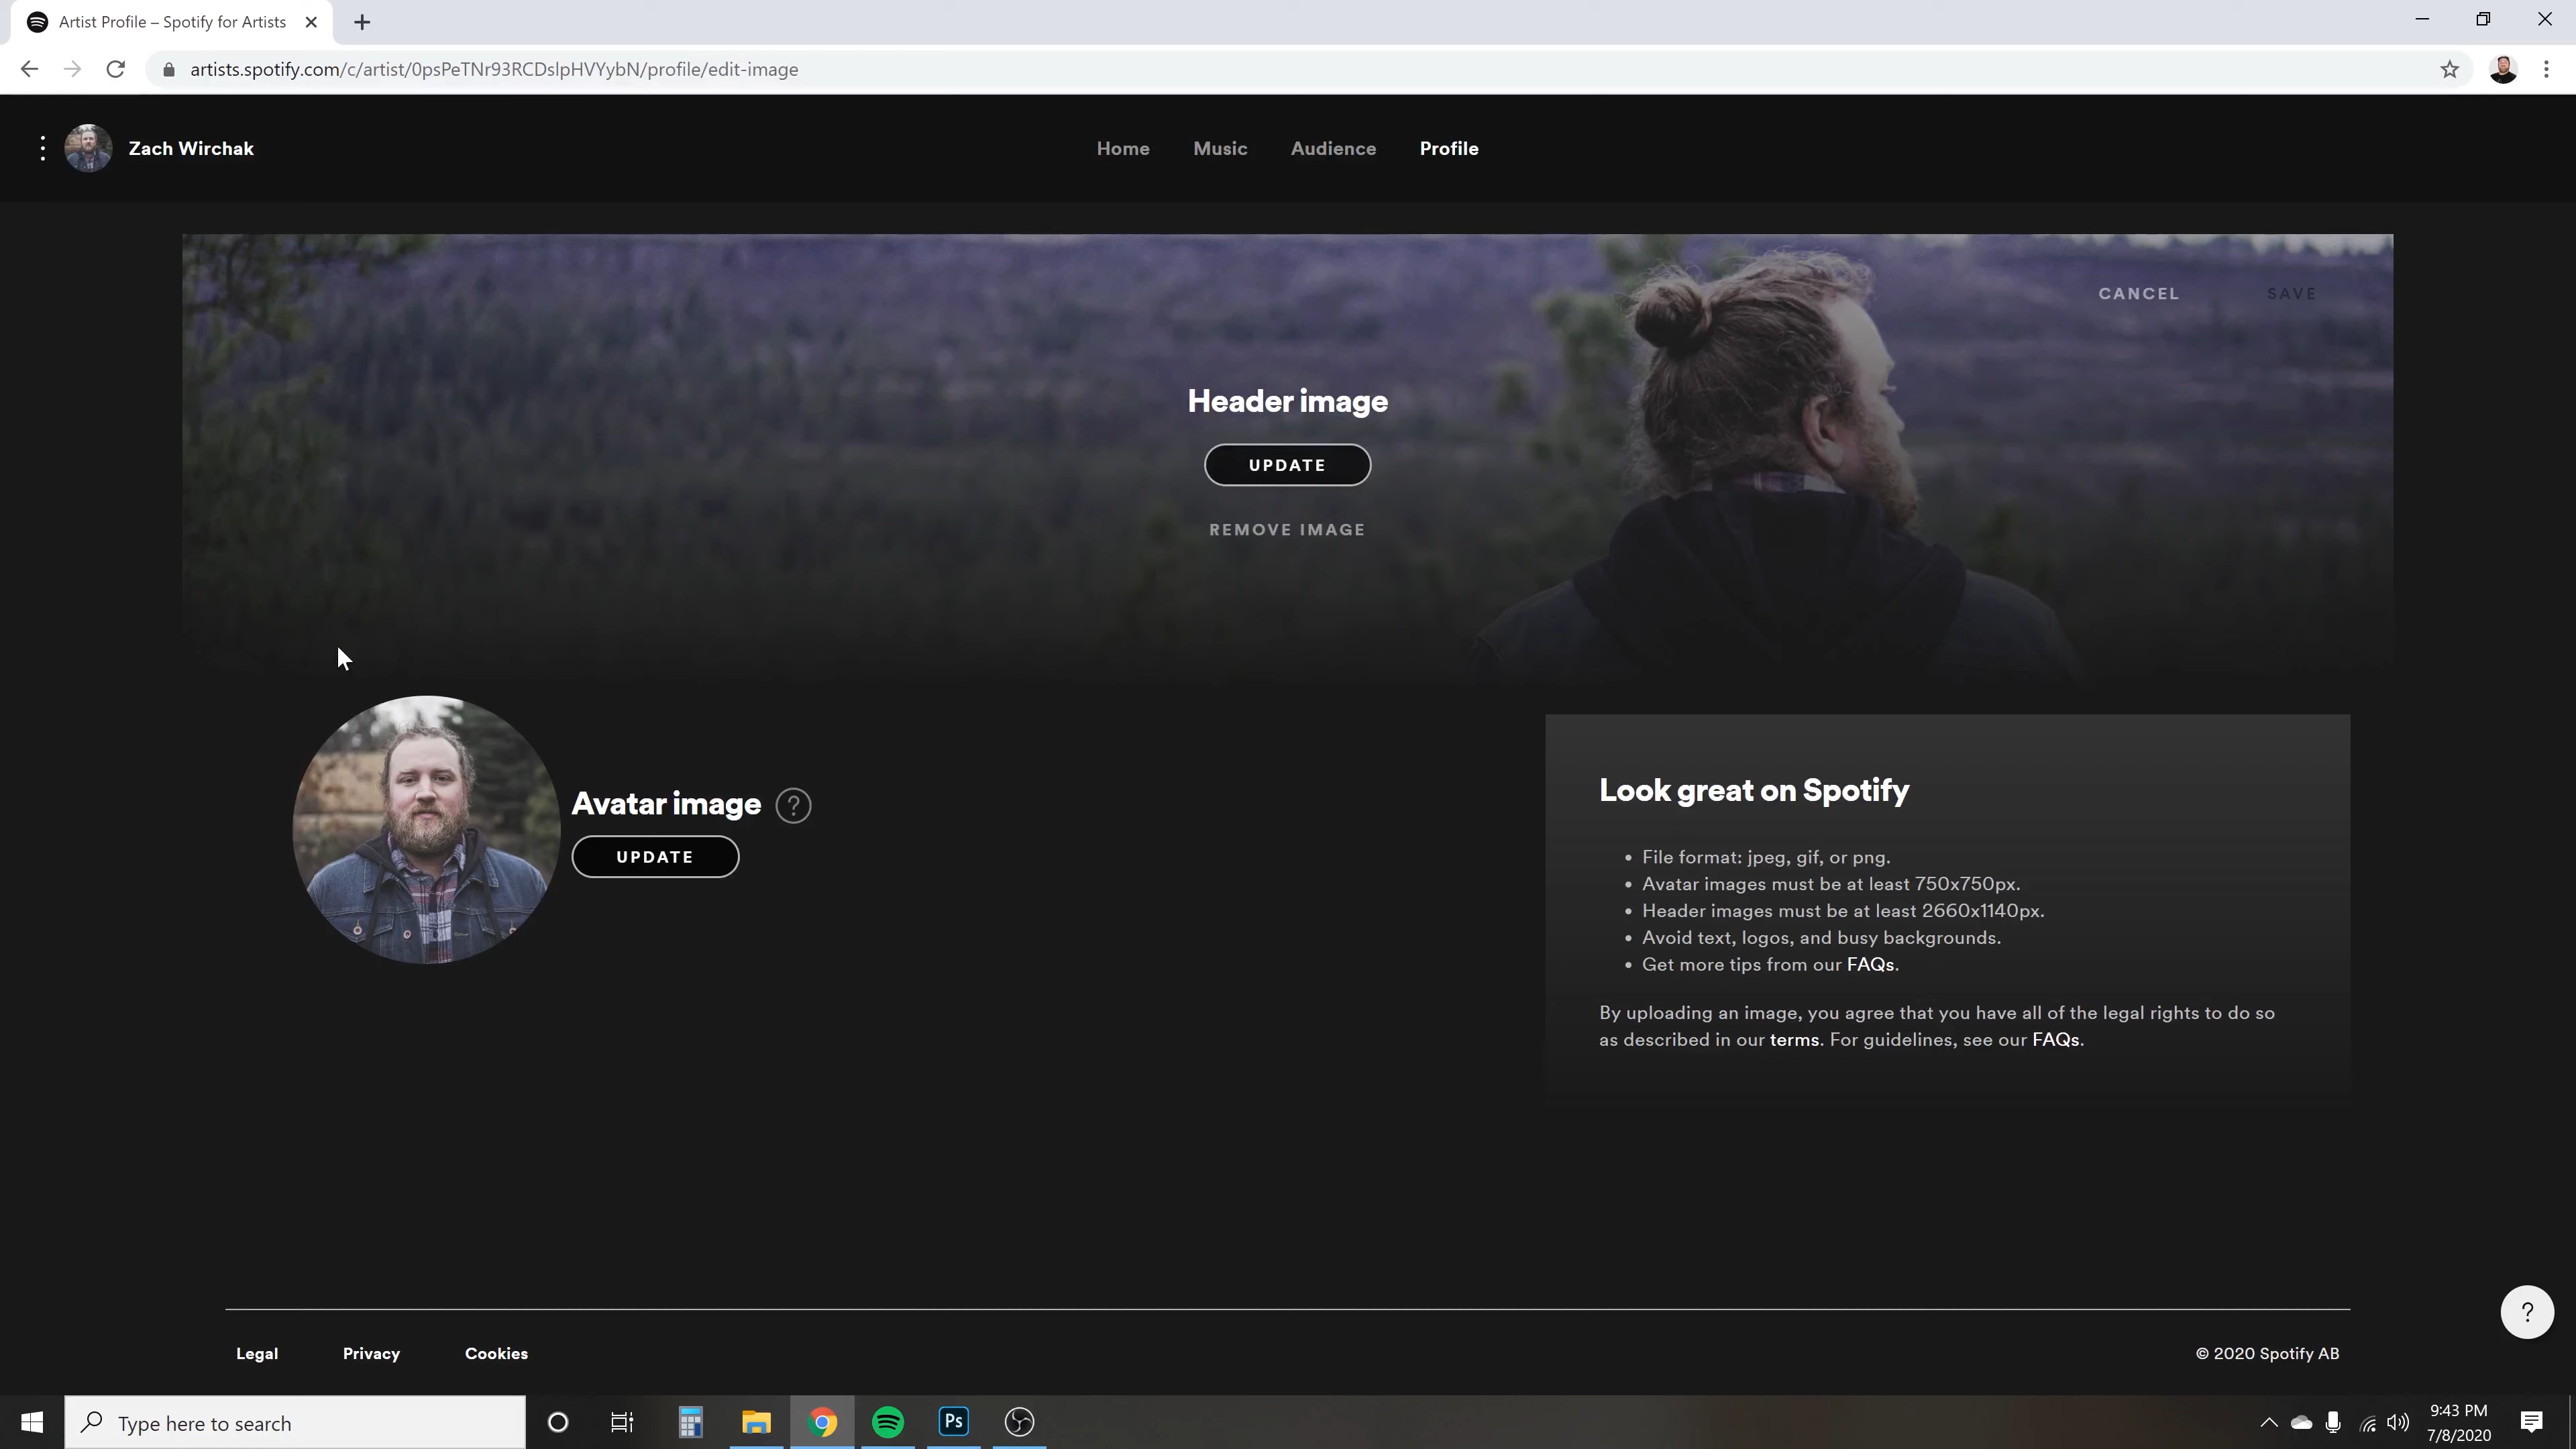 Artist Profile – Spotify for Artists
artists.spotify.com/c/artist/0psPeTNr93RCDslpHVYybN/profile/edit-image
Zach Wirchak
Home Music Audience Profile
CANCEL SAVE
Header image
UPDATE
REMOVE IMAGE
Avatar image ?
UPDATE
Look great on Spotify
• File format: jpeg, gif, or png.
• Avatar images must be at least 750x750px.
• Header images must be at least 2660x1140px.
• Avoid text, logos, and busy backgrounds.
• Get more tips from our FAQs.
By uploading an image, you agree that you have all of the legal rights to do so
as described in our terms. For guidelines, see our FAQs.
?
Legal Privacy Cookies
© 2020 Spotify AB
Type here to search
Ps
9:43 PM
7/8/2020